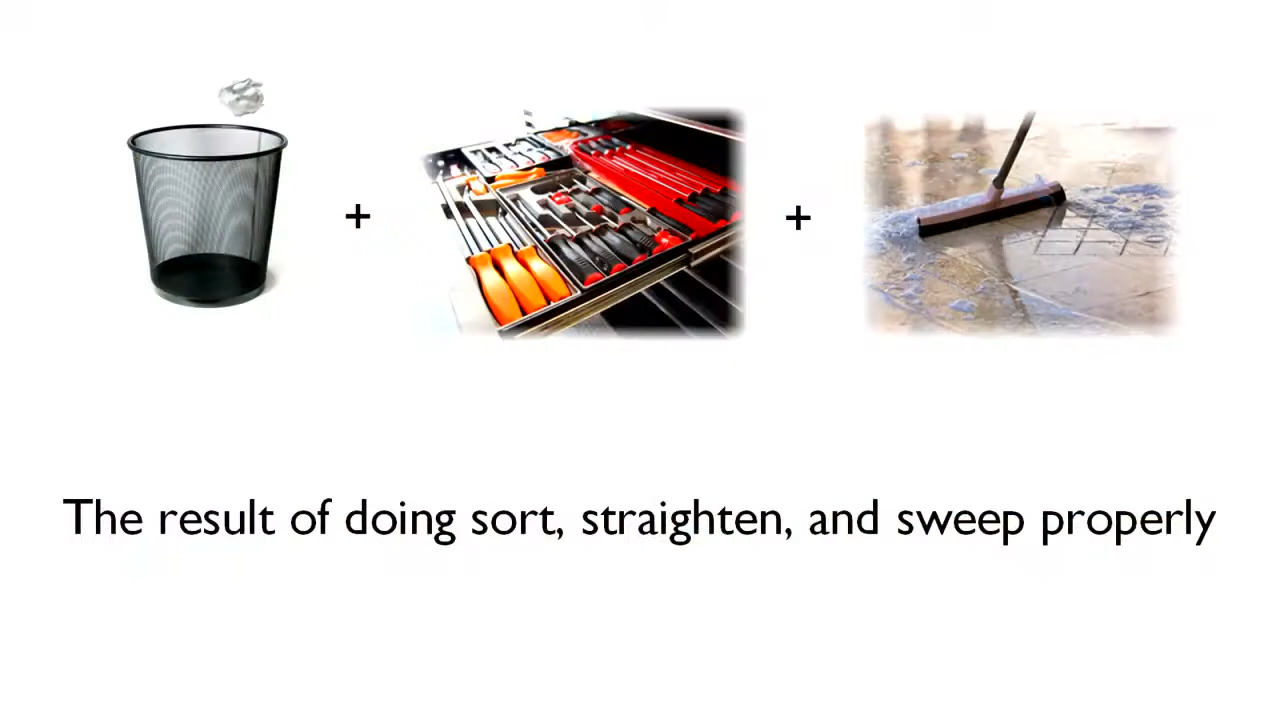 + +
The result of doing sort, straighten, and sweep properly